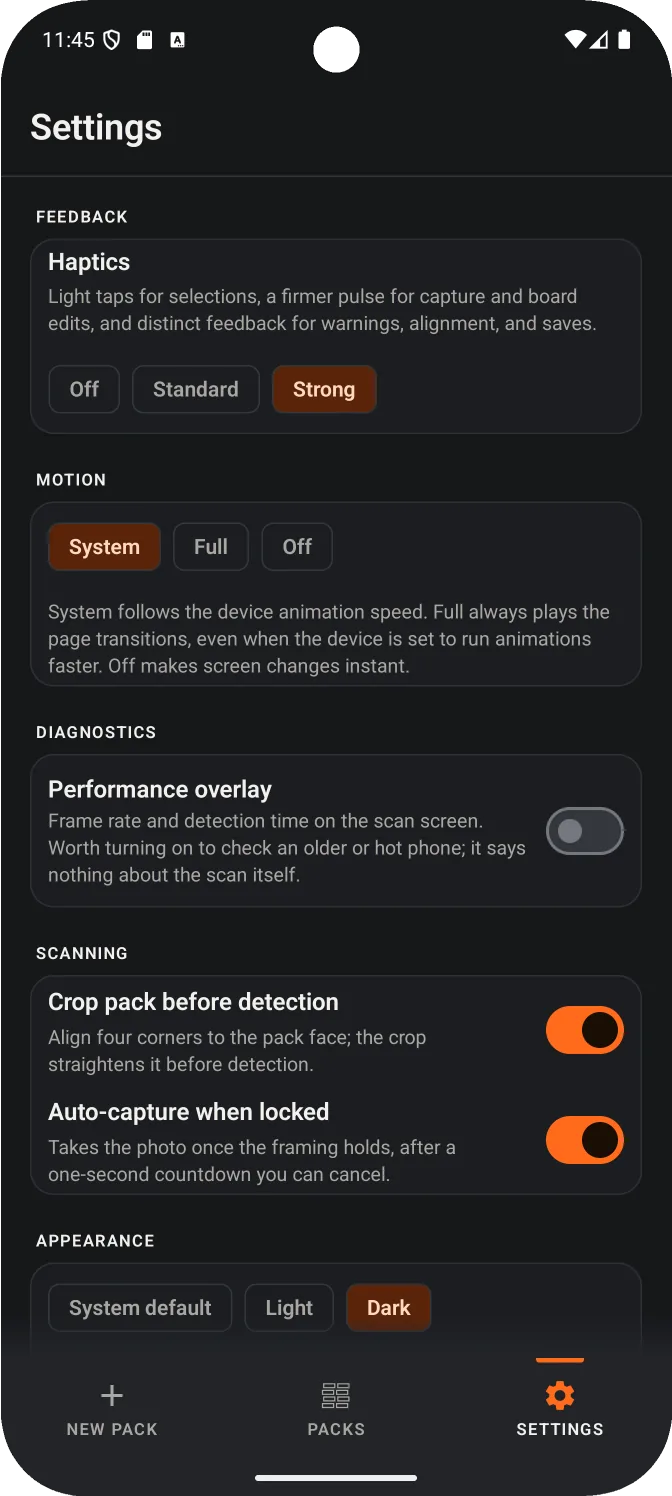 11:45
Settings
FEEDBACK
Haptics
Light taps for selections, a firmer pulse for capture and board
edits, and distinct feedback for warnings, alignment, and saves.
Off Standard Strong
MOTION
System Full Off
System follows the device animation speed. Full always plays the
page transitions, even when the device is set to run animations
faster. Off makes screen changes instant.
DIAGNOSTICS
Performance overlay
Frame rate and detection time on the scan screen.
Worth turning on to check an older or hot phone; it says
nothing about the scan itself.
SCANNING
Crop pack before detection
Align four corners to the pack face; the crop
straightens it before detection.
Auto-capture when locked
Takes the photo once the framing holds, after a
one-second countdown you can cancel.
APPEARANCE
System default Light Dark
NEW PACK PACKS SETTINGS